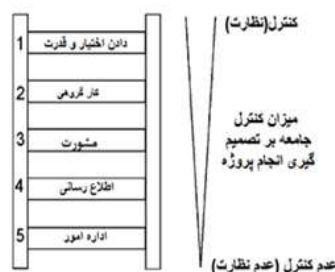 کنترل(نظارت)
1 دادن اختیار و قدرت
2 کار گروهی
3 مشورت
4 اطلاع رسانی
5 اداره امور
میزان کنترل
جامعه بر تصمیم
گیری انجام پروژه
عدم کنترل (عدم نظارت)